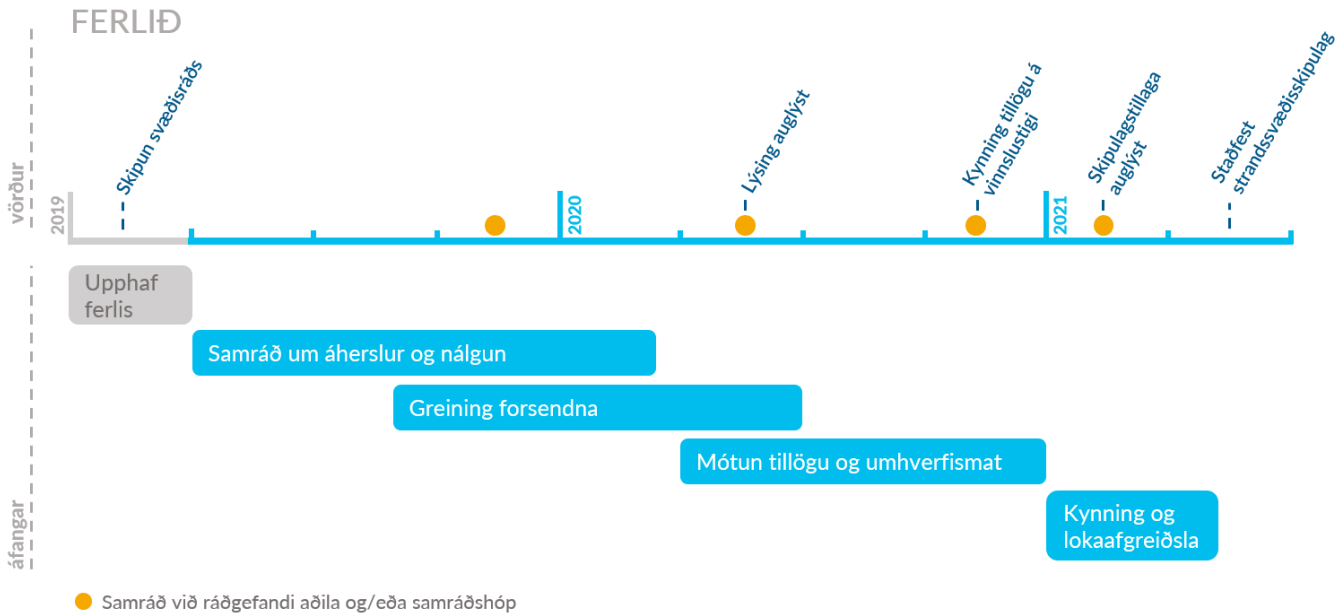 FERLIÐ
vörður
Skipun svæðisráðs
Lýsing auglýst
Kynning tillögu á
vinnslustigi
Skipulagstillaga
auglýst
Staðfest
strandssvæðisskipulag
2019
2020
2021
áfangar
Upphaf
ferlis
Samráð um áherslur og nálgun
Greining forsendna
Mótun tillögu og umhverfismat
Kynning og
lokaafgreiðsla
Samráð við ráðgefandi aðila og/eða samráðshóp